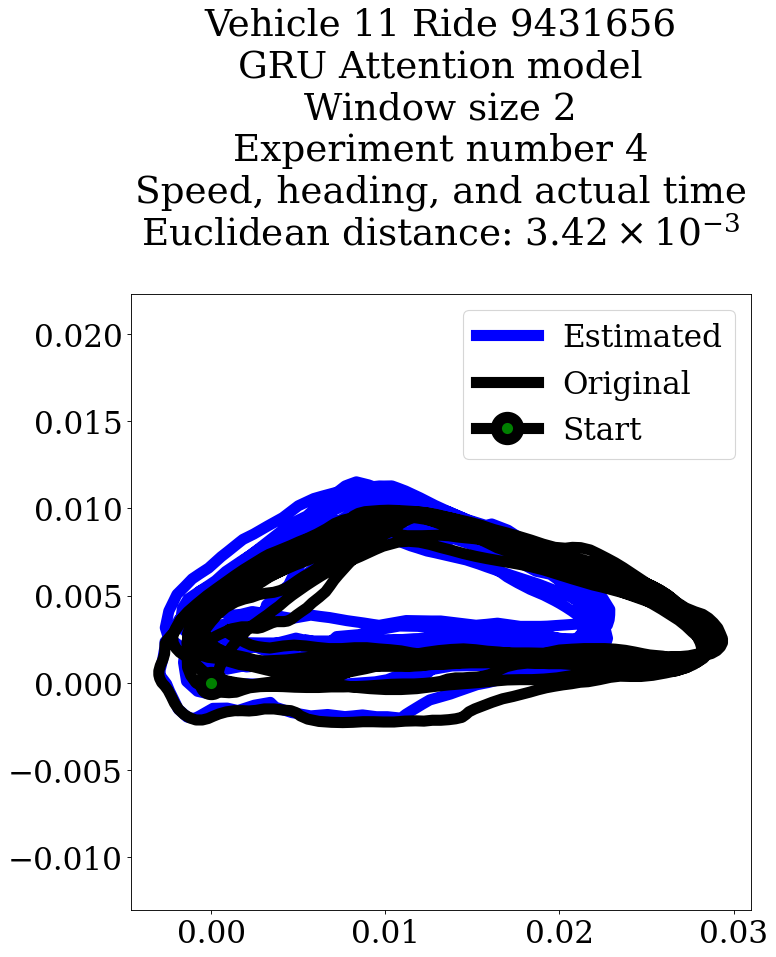 Vehicle 11 Ride 9431656
GRU Attention model
Window size 2
Experiment number 4
Speed, heading, and actual time
Euclidean distance: 3.42 × 10⁻³
Estimated
Original
Start
0.020
0.015
0.010
0.005
0.000
−0.005
−0.010
0.00 0.01 0.02 0.03